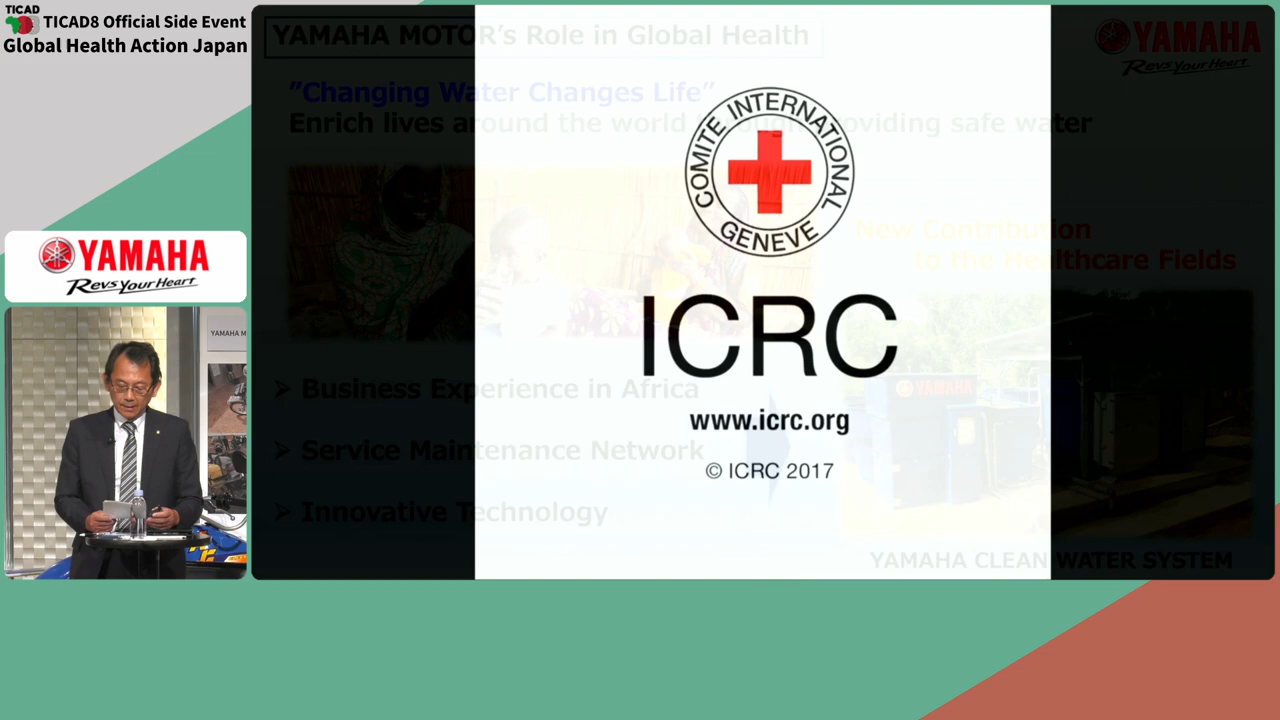 TICAD
TICAD8 Official Side Event
Global Health Action Japan
YAMAHA
Revs Your Heart
YAMAHA M
YAMAHA MOTOR's Role in Global Health
YAMAHA
Revs Your Heart
"Changing Water Changes Life"
Enrich lives around the world through providing safe water
COMITE INTERNATIONAL
GENEVE
New Contribution
to the Healthcare Fields
ICRC
➢ Business Experience in Africa
YAMAHA
www.icrc.org
➢ Service Maintenance Network
© ICRC 2017
➢ Innovative Technology
YAMAHA CLEAN WATER SYSTEM